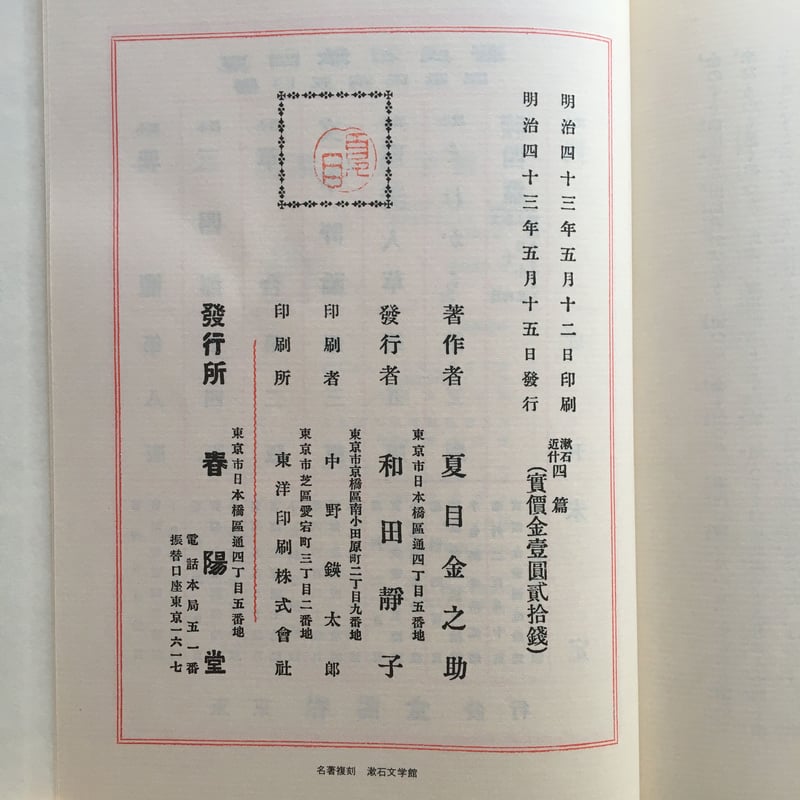 明治四十三年五月十二日印刷
明治四十三年五月十五日發行
漱石近什四篇
(實價金壹圓貳拾錢)
著作者 夏目金之助
東京市日本橋區通四丁目五番地
發行者 和田靜子
東京市京橋區南小田原町二丁目九番地
印刷者 中野鍈太郎
東京市芝區愛宕町三丁目二番地
印刷所 東洋印刷株式會社
東京市日本橋區通四丁目五番地
發行所 春陽堂
電話本局五一番
振替口座東京一六一七
夏目
名著複刻 漱石文学館